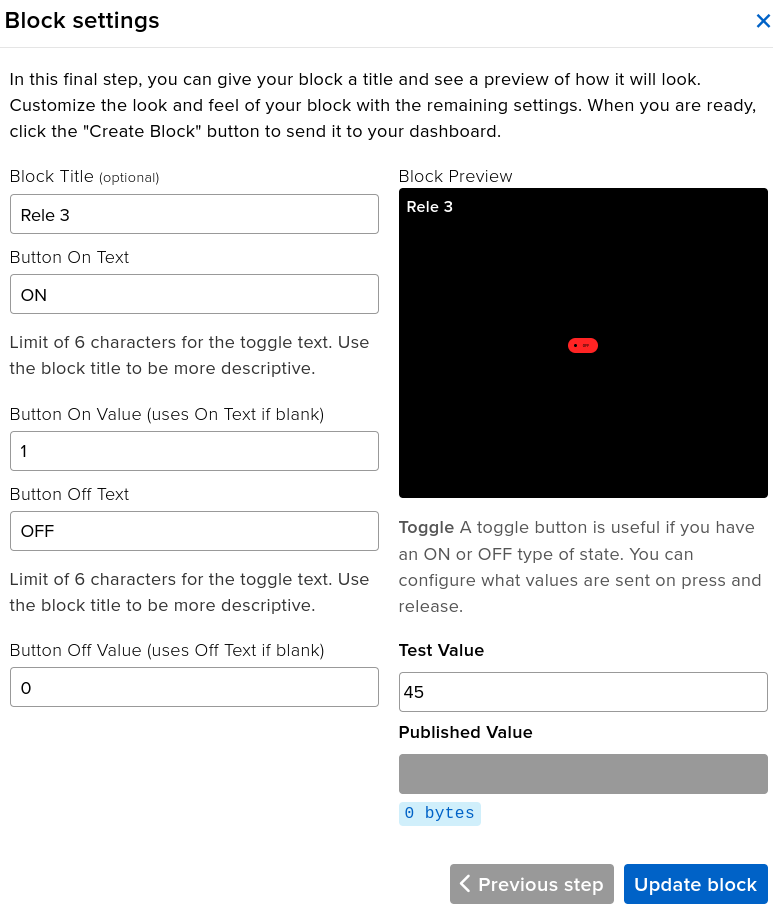 Block settings
In this final step, you can give your block a title and see a preview of how it will look.
Customize the look and feel of your block with the remaining settings. When you are ready,
click the "Create Block" button to send it to your dashboard.
Block Title (optional)
Rele 3
Button On Text
ON
Limit of 6 characters for the toggle text. Use
the block title to be more descriptive.
Button On Value (uses On Text if blank)
1
Button Off Text
OFF
Limit of 6 characters for the toggle text. Use
the block title to be more descriptive.
Button Off Value (uses Off Text if blank)
0
Block Preview
Rele 3
Toggle A toggle button is useful if you have
an ON or OFF type of state. You can
configure what values are sent on press and
release.
Test Value
45
Published Value
0 bytes
Previous step
Update block